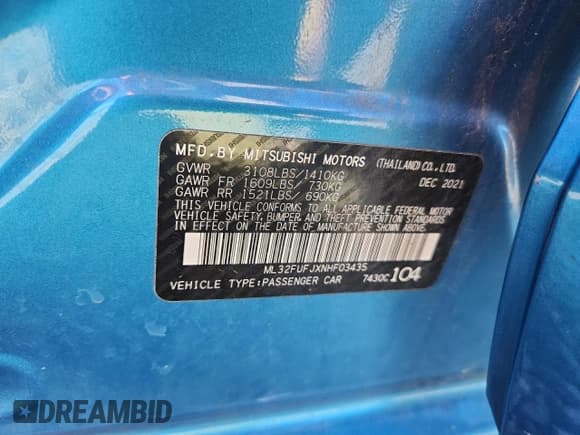 MFD. BY MITSUBISHI MOTORS (THAILAND) CO., LTD.
GVWR 3108LBS/1410KG DEC 2021
GAWR FR 1609LBS/ 730KG
GAWR RR 1521LBS/ 690KG
THIS VEHICLE CONFORMS TO ALL APPLICABLE FEDERAL MOTOR
VEHICLE SAFETY, BUMPER, AND THEFT PREVENTION STANDARDS
IN EFFECT ON THE DATE OF MANUFACTURE SHOWN ABOVE.
ML32FUFJXNHF03435
VEHICLE TYPE:PASSENGER CAR 7430C 104
DREAMBID